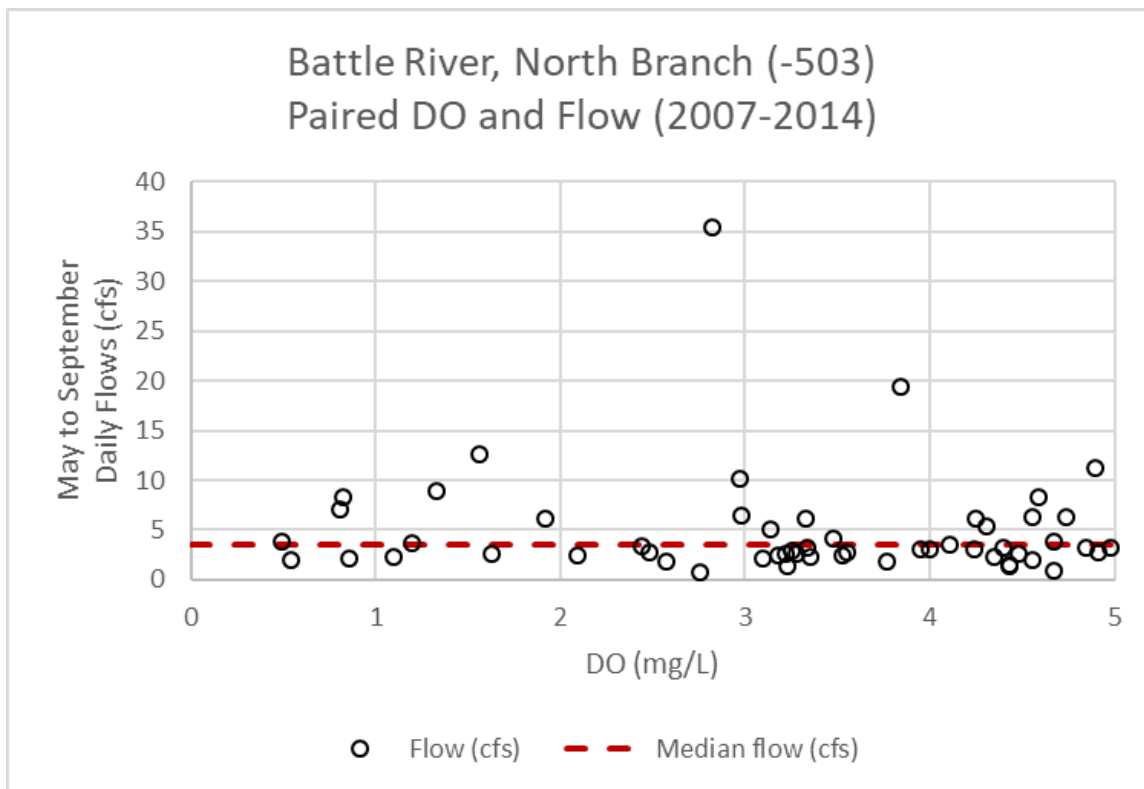 Battle River, North Branch (-503)
Paired DO and Flow (2007-2014)
May to September
Daily Flows (cfs)
40
35
30
25
20
15
10
5
0
0 1 2 3 4 5
DO (mg/L)
Flow (cfs) Median flow (cfs)